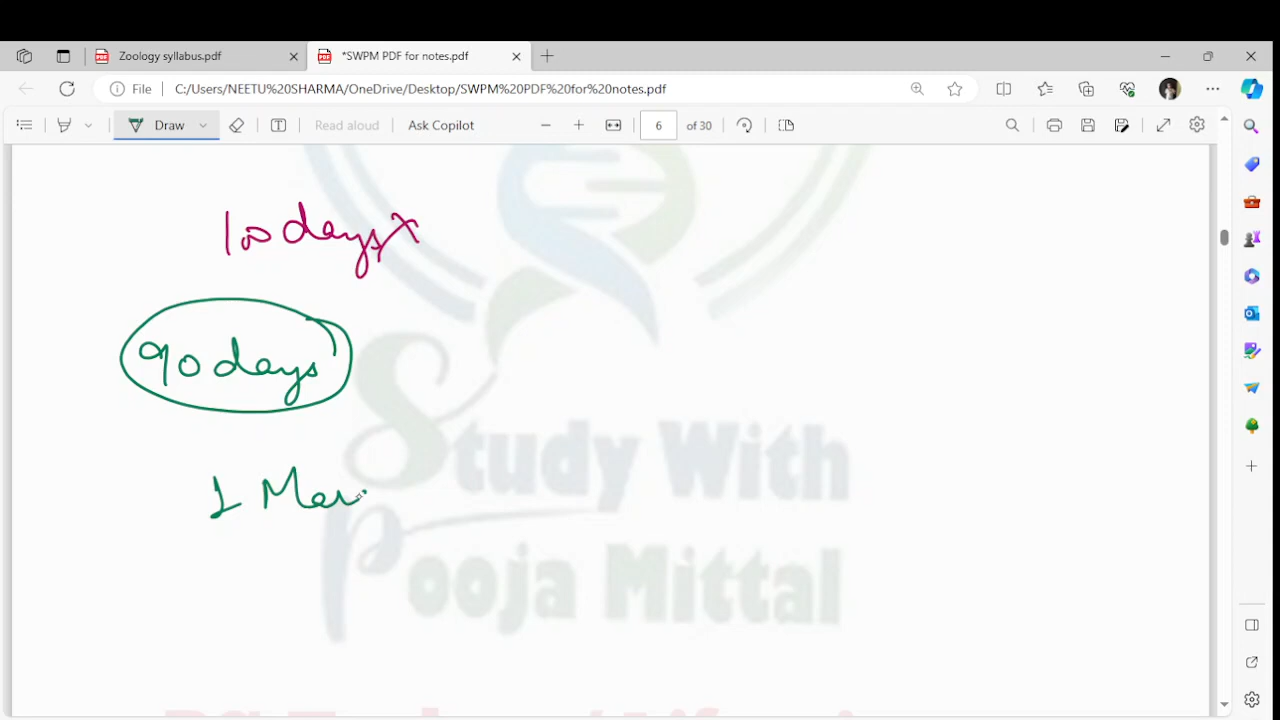 Zoology syllabus.pdf
*SWPM PDF for notes.pdf
File
C:/Users/NEETU%20SHARMA/OneDrive/Desktop/SWPM%20PDF%20for%20notes.pdf
Draw
Read aloud
Ask Copilot
6
of 30
10 days x
90 days
1 Mar
Study With
Pooja Mittal